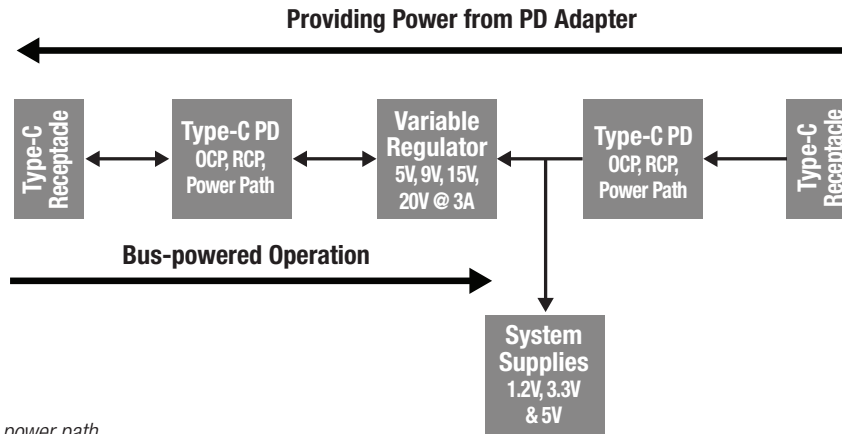 Providing Power from PD Adapter
Type-C
Receptacle
Type-C PD
OCP, RCP,
Power Path
Variable
Regulator
5V, 9V, 15V,
20V @ 3A
Type-C PD
OCP, RCP,
Power Path
Type-C
Receptacle
Bus-powered Operation
System
Supplies
1.2V, 3.3V
& 5V
power path